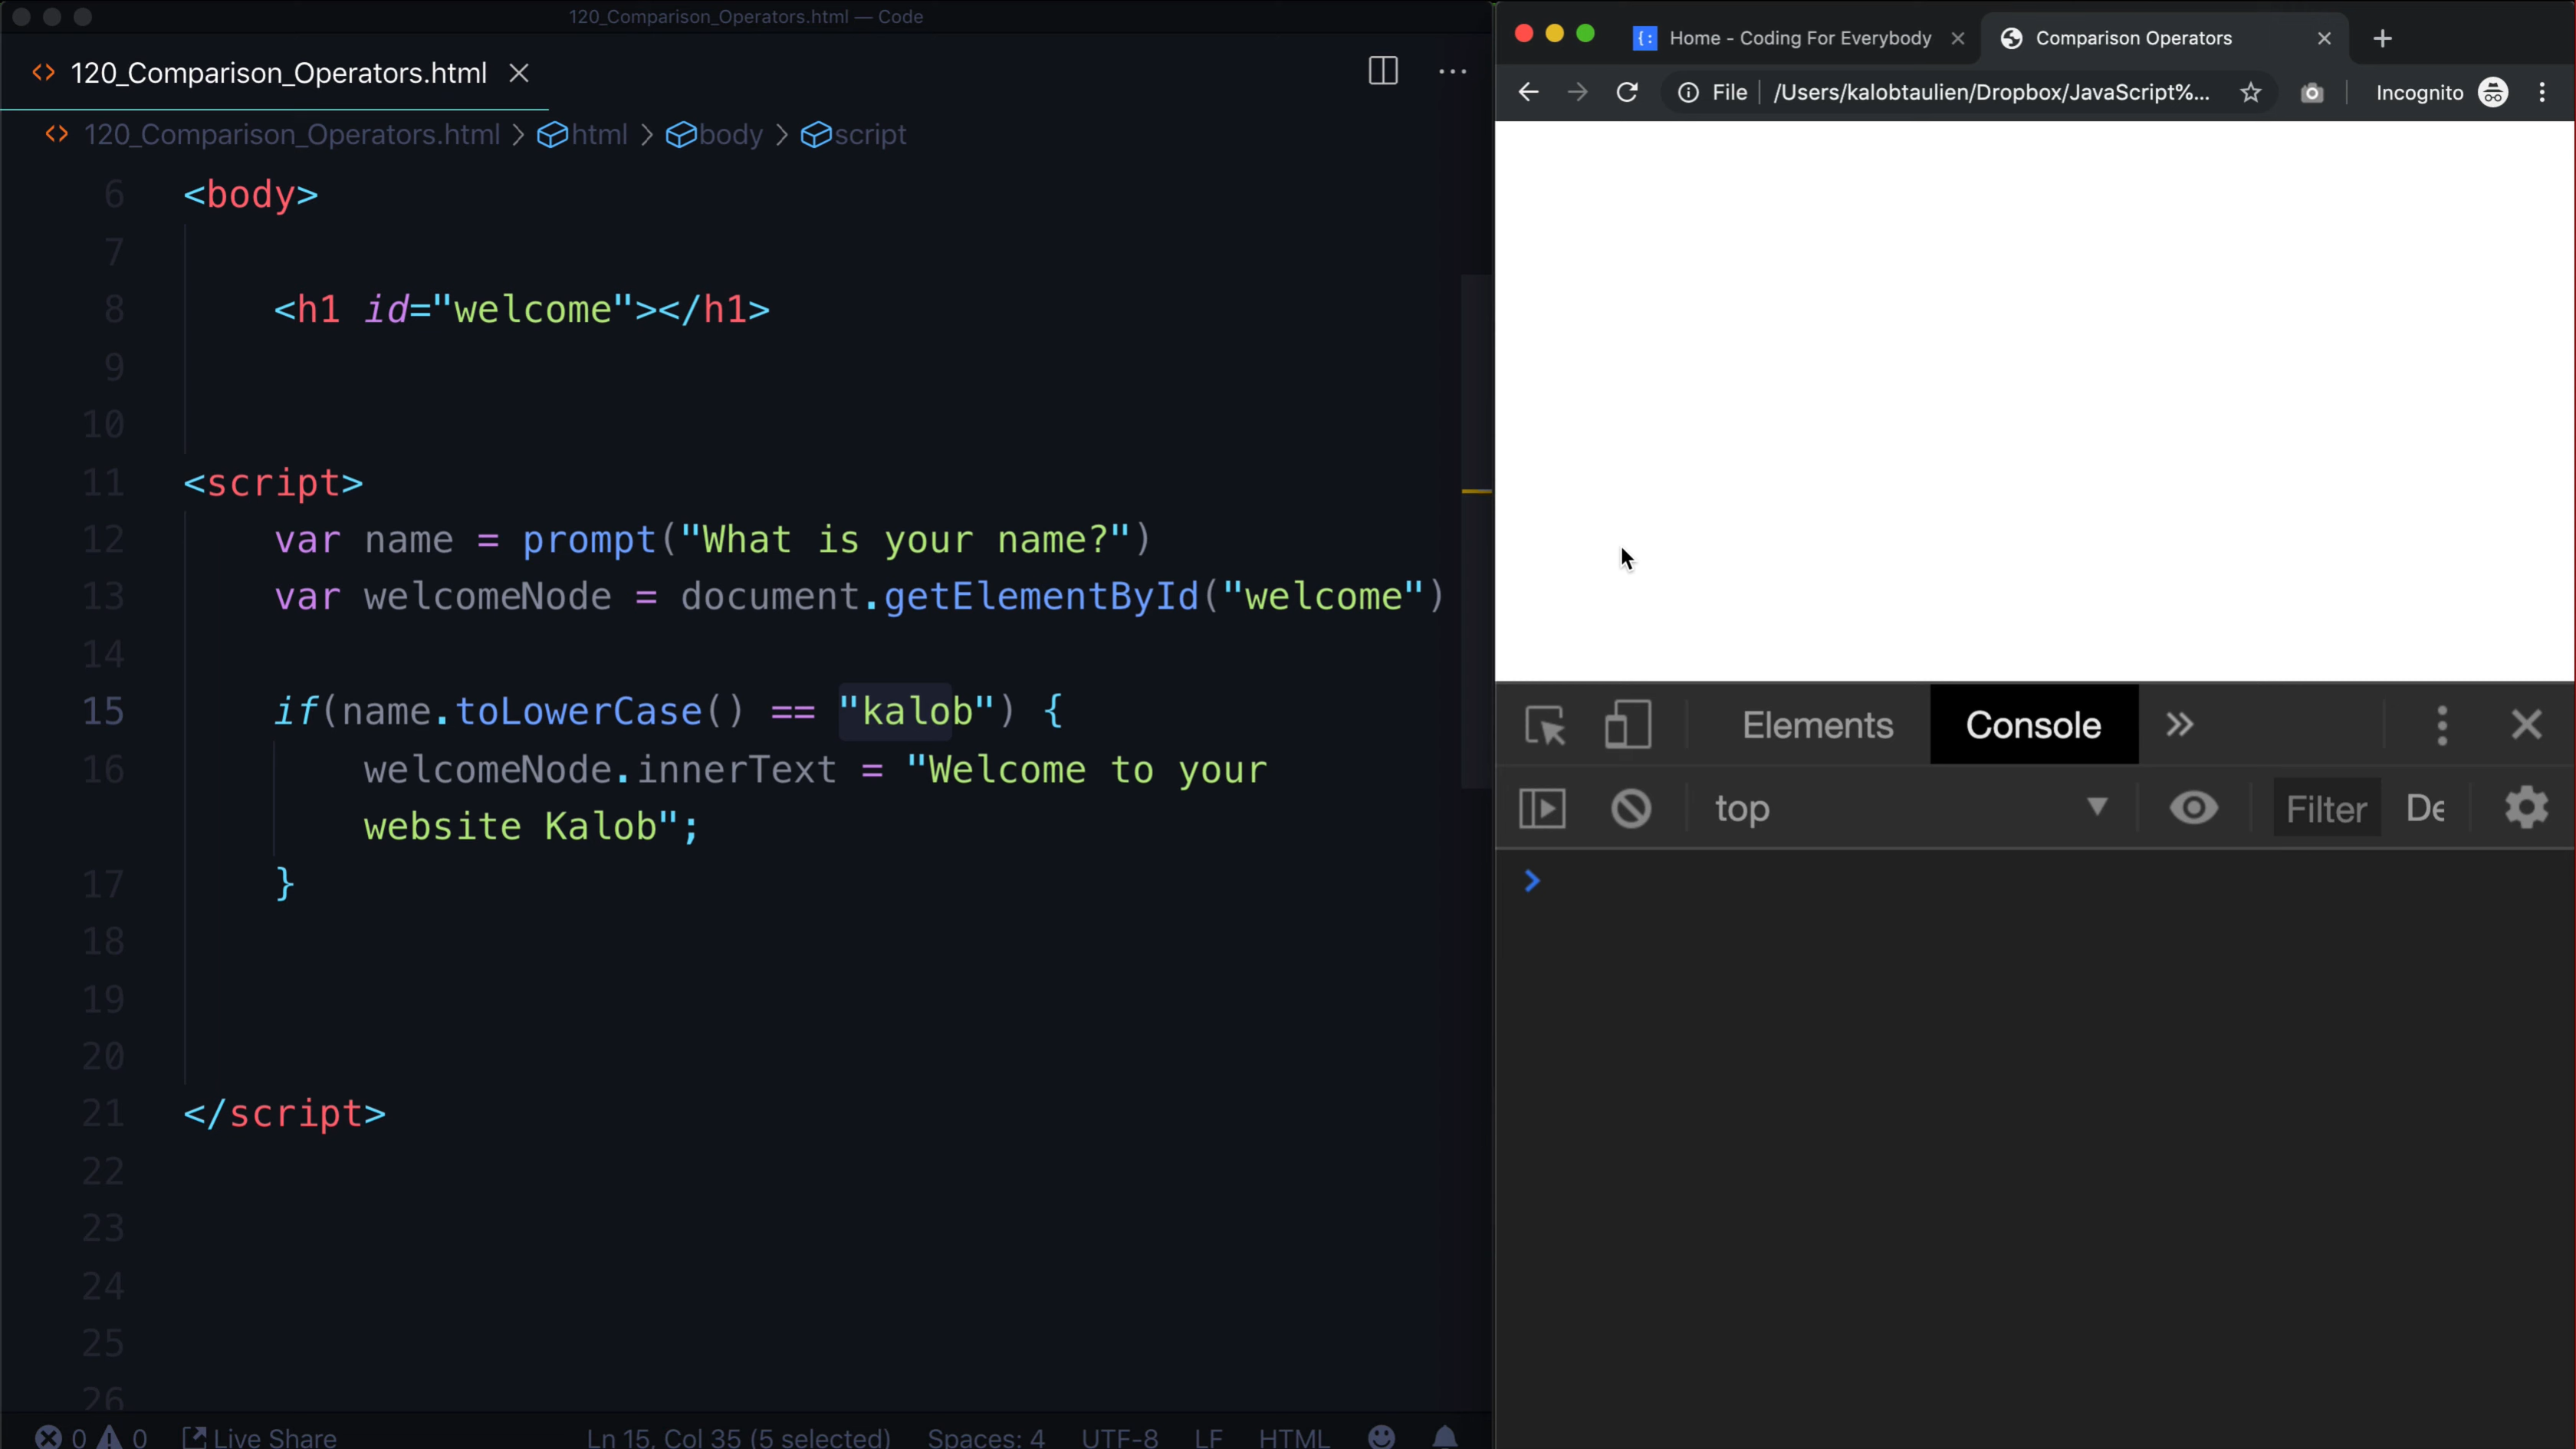 120_Comparison_Operators.html — Code
120_Comparison_Operators.html
120_Comparison_Operators.html > html > body > script
6 <body>
7
8 <h1 id="welcome"></h1>
9
10
11 <script>
12 var name = prompt("What is your name?")
13 var welcomeNode = document.getElementById("welcome")
14
15 if(name.toLowerCase() == "kalob") {
16 welcomeNode.innerText = "Welcome to your
website Kalob";
17 }
18
19
20
21 </script>
22
23
24
25
26
0 0 Live Share Ln 15, Col 35 (5 selected) Spaces: 4 UTF-8 LF HTML
Home - Coding For Everybody Comparison Operators
File /Users/kalobtaulien/Dropbox/JavaScript%... Incognito
Elements Console
top Filter De